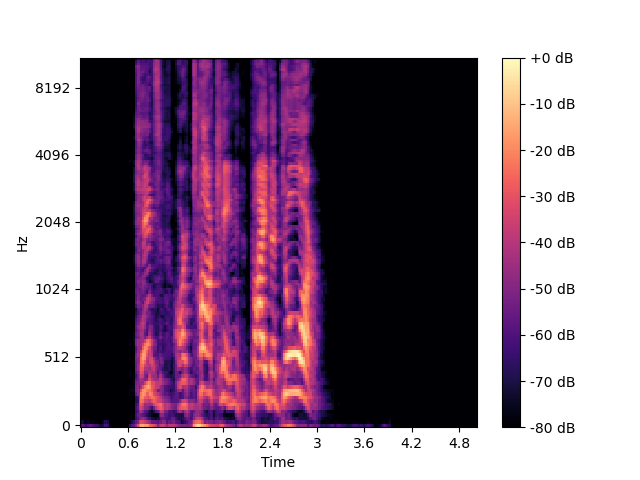 Hz
8192
4096
2048
1024
512
0
0 0.6 1.2 1.8 2.4 3 3.6 4.2 4.8
Time
+0 dB
-10 dB
-20 dB
-30 dB
-40 dB
-50 dB
-60 dB
-70 dB
-80 dB